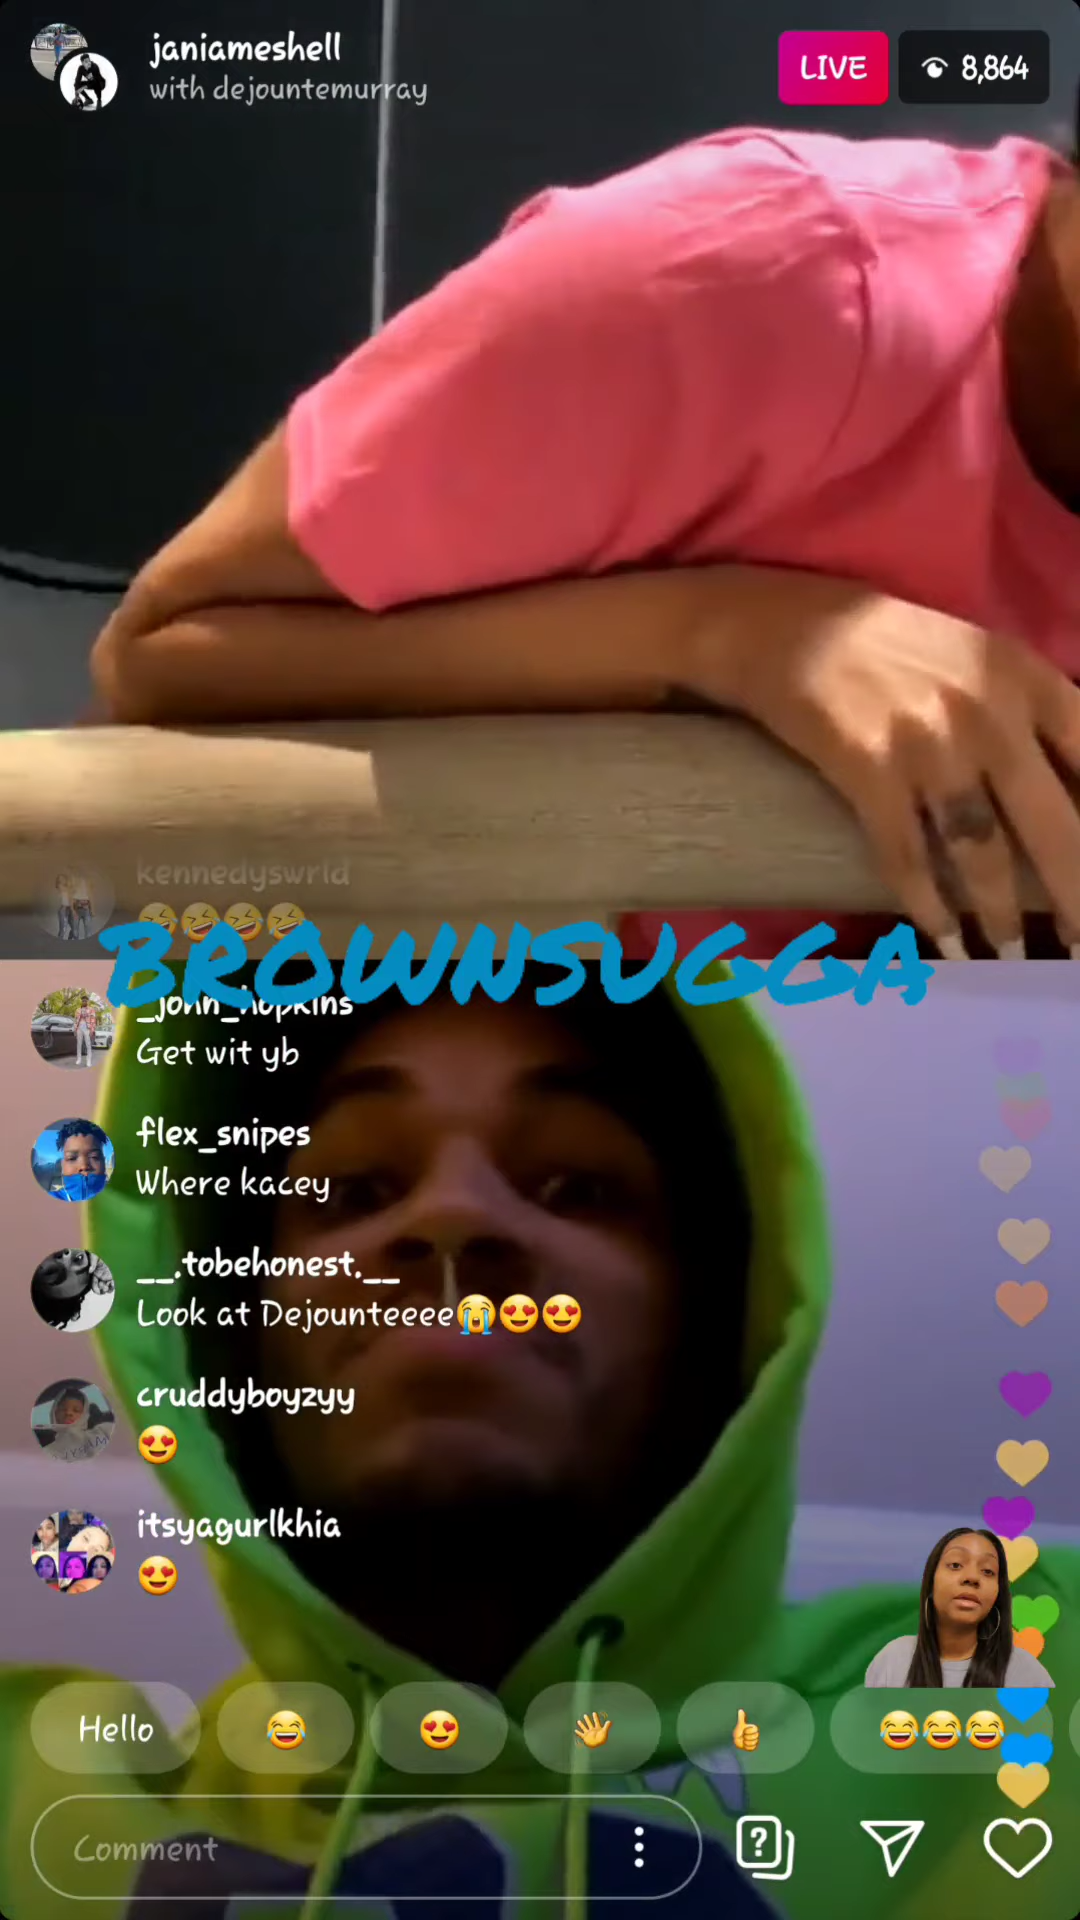 janiameshell
with dejountemurray
LIVE
8,864
kennedyswrld
🤣🤣🤣🤣
BROWNSUGGA
_john_hopkins
Get wit yb
flex_snipes
Where kacey
__.tobehonest.__
Look at Dejounteeee😭😍😍
cruddyboyzyy
😍
itsyagurlkhia
😍
Hello 😂 😍 👋 👍 😂😂😂
Comment